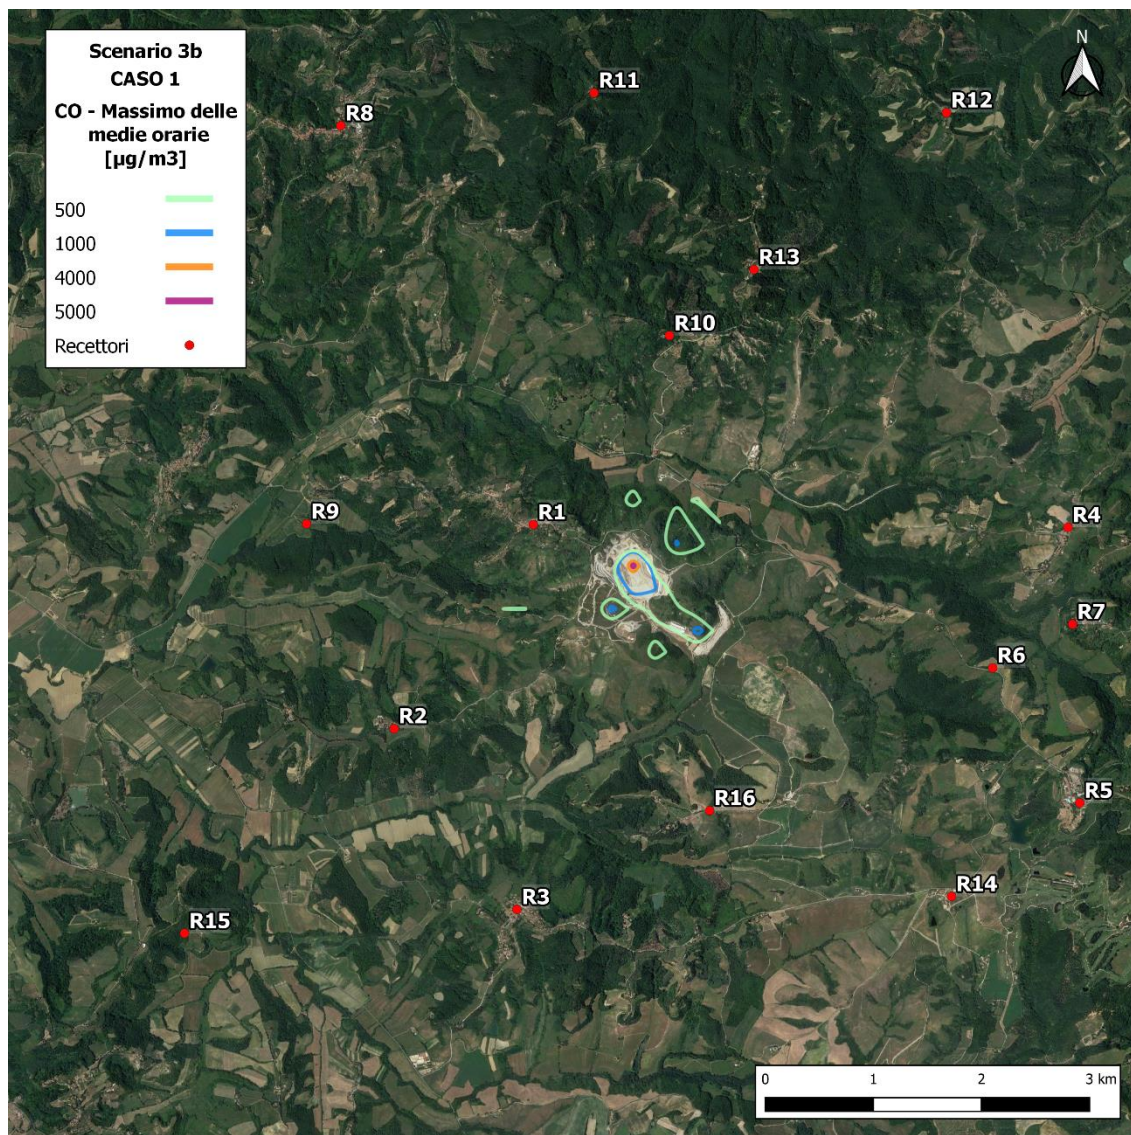 Scenario 3b
CASO 1
CO - Massimo delle
medie orarie
[µg/m3]
500
1000
4000
5000
Recettori
N
R11
R12
R8
R13
R10
R9
R1
R4
R7
R6
R2
R16
R5
R14
R3
R15
0 1 2 3 km